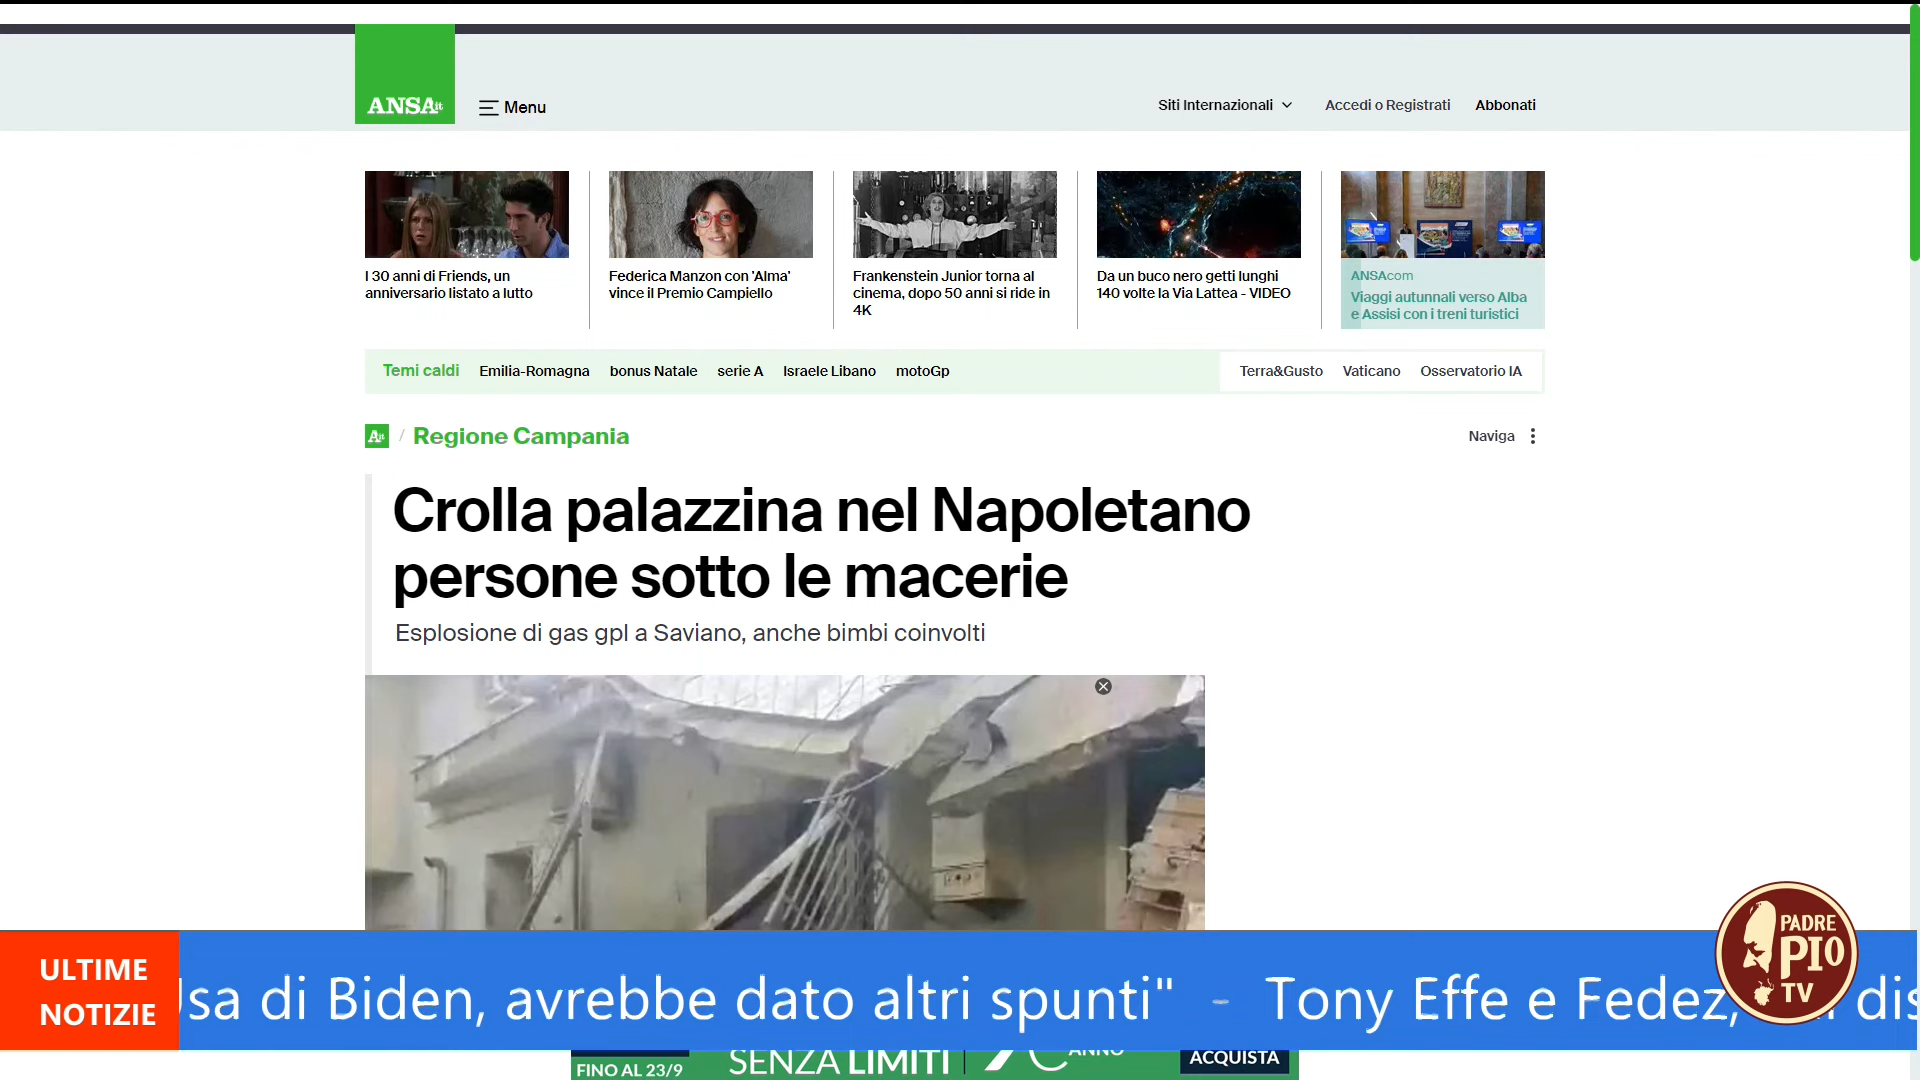 ANSA.it
Menu
Siti Internazionali
Accedi o Registrati
Abbonati
I 30 anni di Friends, un
anniversario listato a lutto
Federica Manzon con 'Alma'
vince il Premio Campiello
Frankenstein Junior torna al
cinema, dopo 50 anni si ride in
4K
Da un buco nero getti lunghi
140 volte la Via Lattea - VIDEO
ANSAcom
Viaggi autunnali verso Alba
e Assisi con i treni turistici
Temi caldi
Emilia-Romagna
bonus Natale
serie A
Israele Libano
motoGp
Terra&Gusto
Vaticano
Osservatorio IA
A.it / Regione Campania
Naviga
Crolla palazzina nel Napoletano
persone sotto le macerie
Esplosione di gas gpl a Saviano, anche bimbi coinvolti
ULTIME
NOTIZIE
Usa di Biden, avrebbe dato altri spunti" - Tony Effe e Fedez,
PADRE
PIO
TV
FINO AL 23/9
SENZA LIMITI
ANNO
ACQUISTA